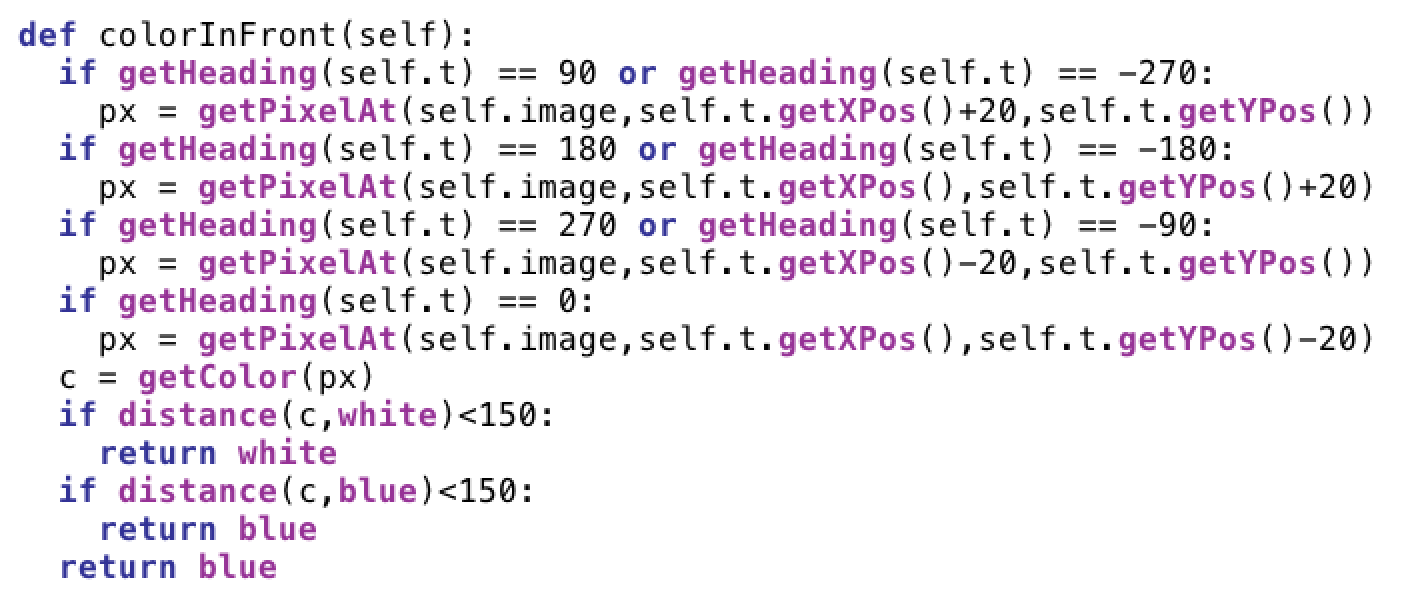 def colorInFront(self):
  if getHeading(self.t) == 90 or getHeading(self.t) == -270:
    px = getPixelAt(self.image,self.t.getXPos()+20,self.t.getYPos())
  if getHeading(self.t) == 180 or getHeading(self.t) == -180:
    px = getPixelAt(self.image,self.t.getXPos(),self.t.getYPos()+20)
  if getHeading(self.t) == 270 or getHeading(self.t) == -90:
    px = getPixelAt(self.image,self.t.getXPos()-20,self.t.getYPos())
  if getHeading(self.t) == 0:
    px = getPixelAt(self.image,self.t.getXPos(),self.t.getYPos()-20)
  c = getColor(px)
  if distance(c,white)<150:
    return white
  if distance(c,blue)<150:
    return blue
  return blue